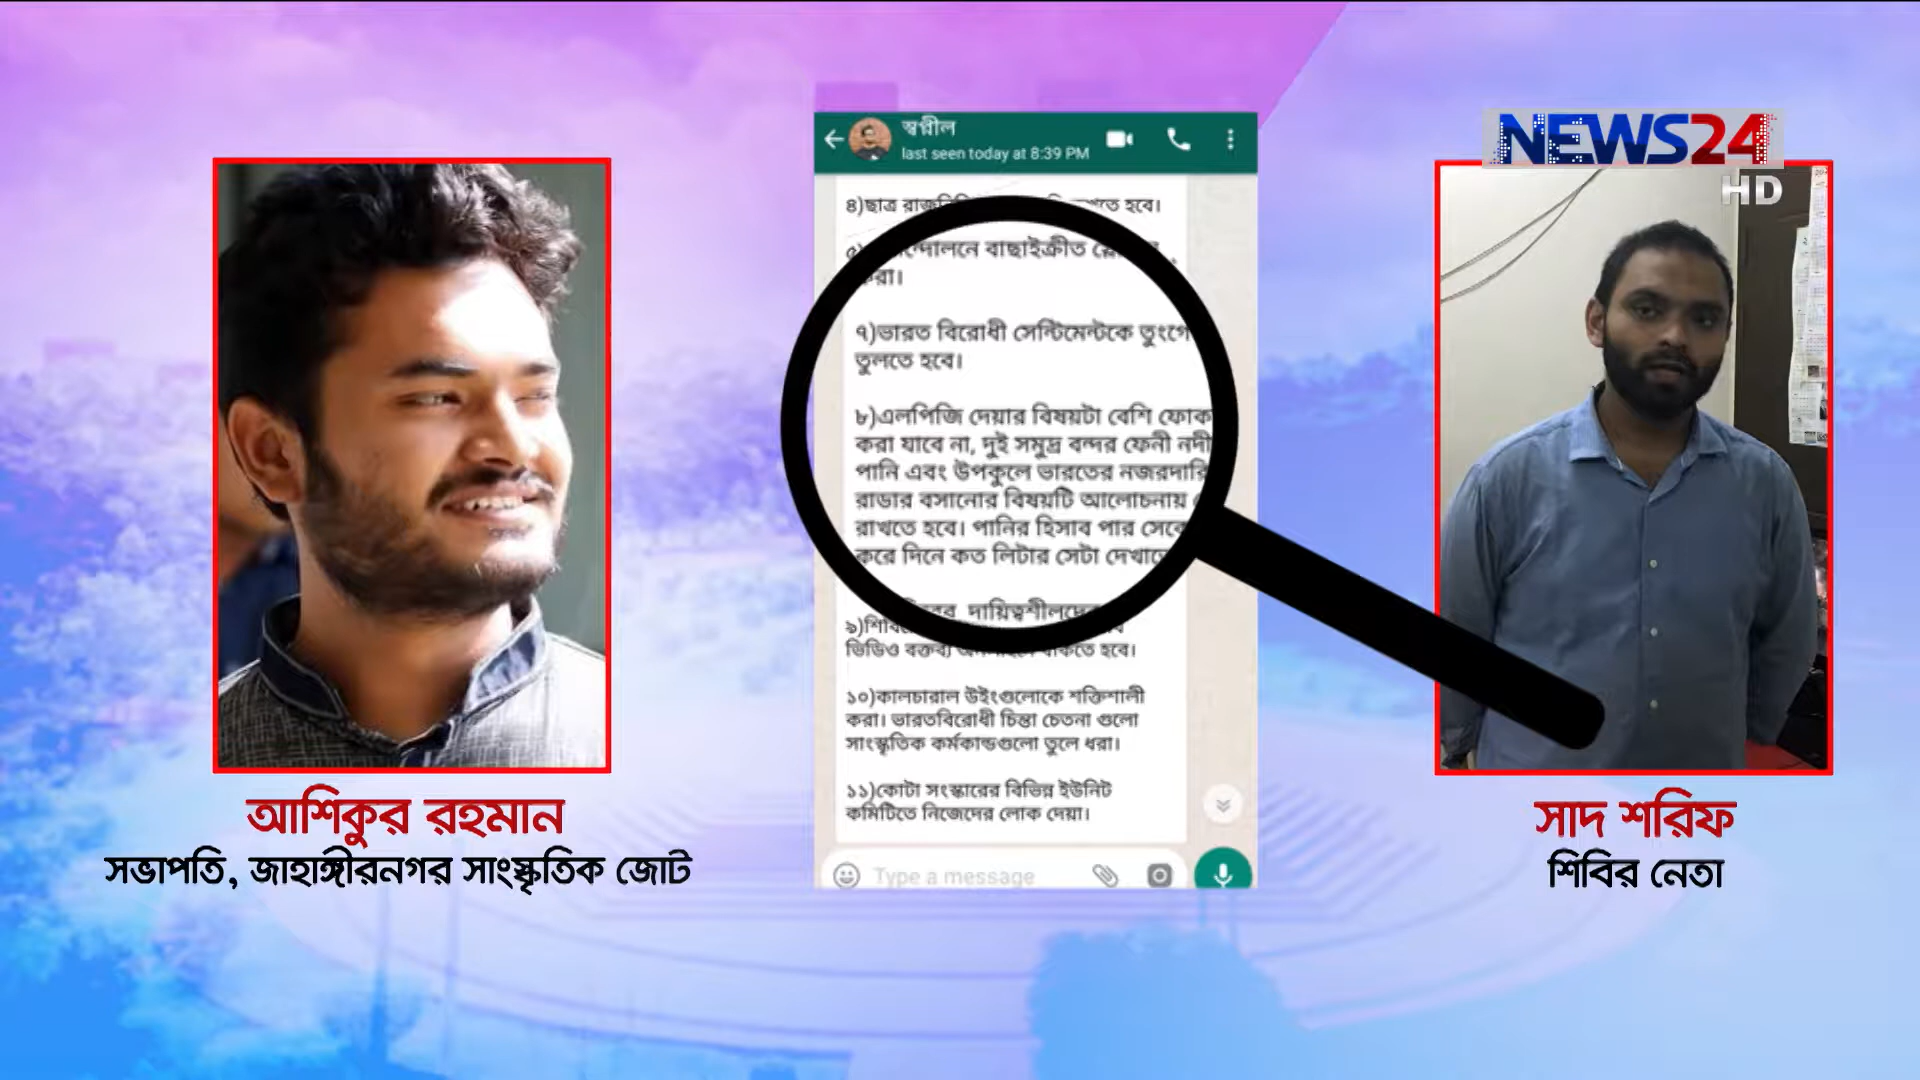 NEWS24
HD
স্বপ্নীল
last seen today at 8:39 PM
৪)ছাত্র হবে।
বাছাইকৃীত
৭)ভারত বিরোধী সেন্টিমেন্টকে তুংগে
তুলতে হবে।
৮)এলপিজি দেয়ার বিষয়টা বেশি
করা যাবে না, দুই সমুদ্র বন্দর ফেনী নদী
পানি এবং উপকুলে ভারতের
রাডার বসানোর বিষয়টি আলোচনায়
রাখতে হবে। পানির হিসাব পার
করে দিনে কত লিটার সেটা
দায়িত্বশীলদের
ভিডিও বক্তব্য থাকতে হবে।
১০)কালচারাল উইংগুলোকে শক্তিশালী
করা। ভারতবিরোধী চিন্তা চেতনা গুলো
সাংস্কৃতিক কর্মকান্ডগুলো তুলে ধরা।
১১)কোটা সংস্কারের বিভিন্ন ইউনিট
কমিটিতে নিজেদের লোক দেয়া।
Type a message
আশিকুর রহমান
সভাপতি, জাহাঙ্গীরনগর সাংস্কৃতিক জোট
সাদ শরিফ
শিবির নেতা